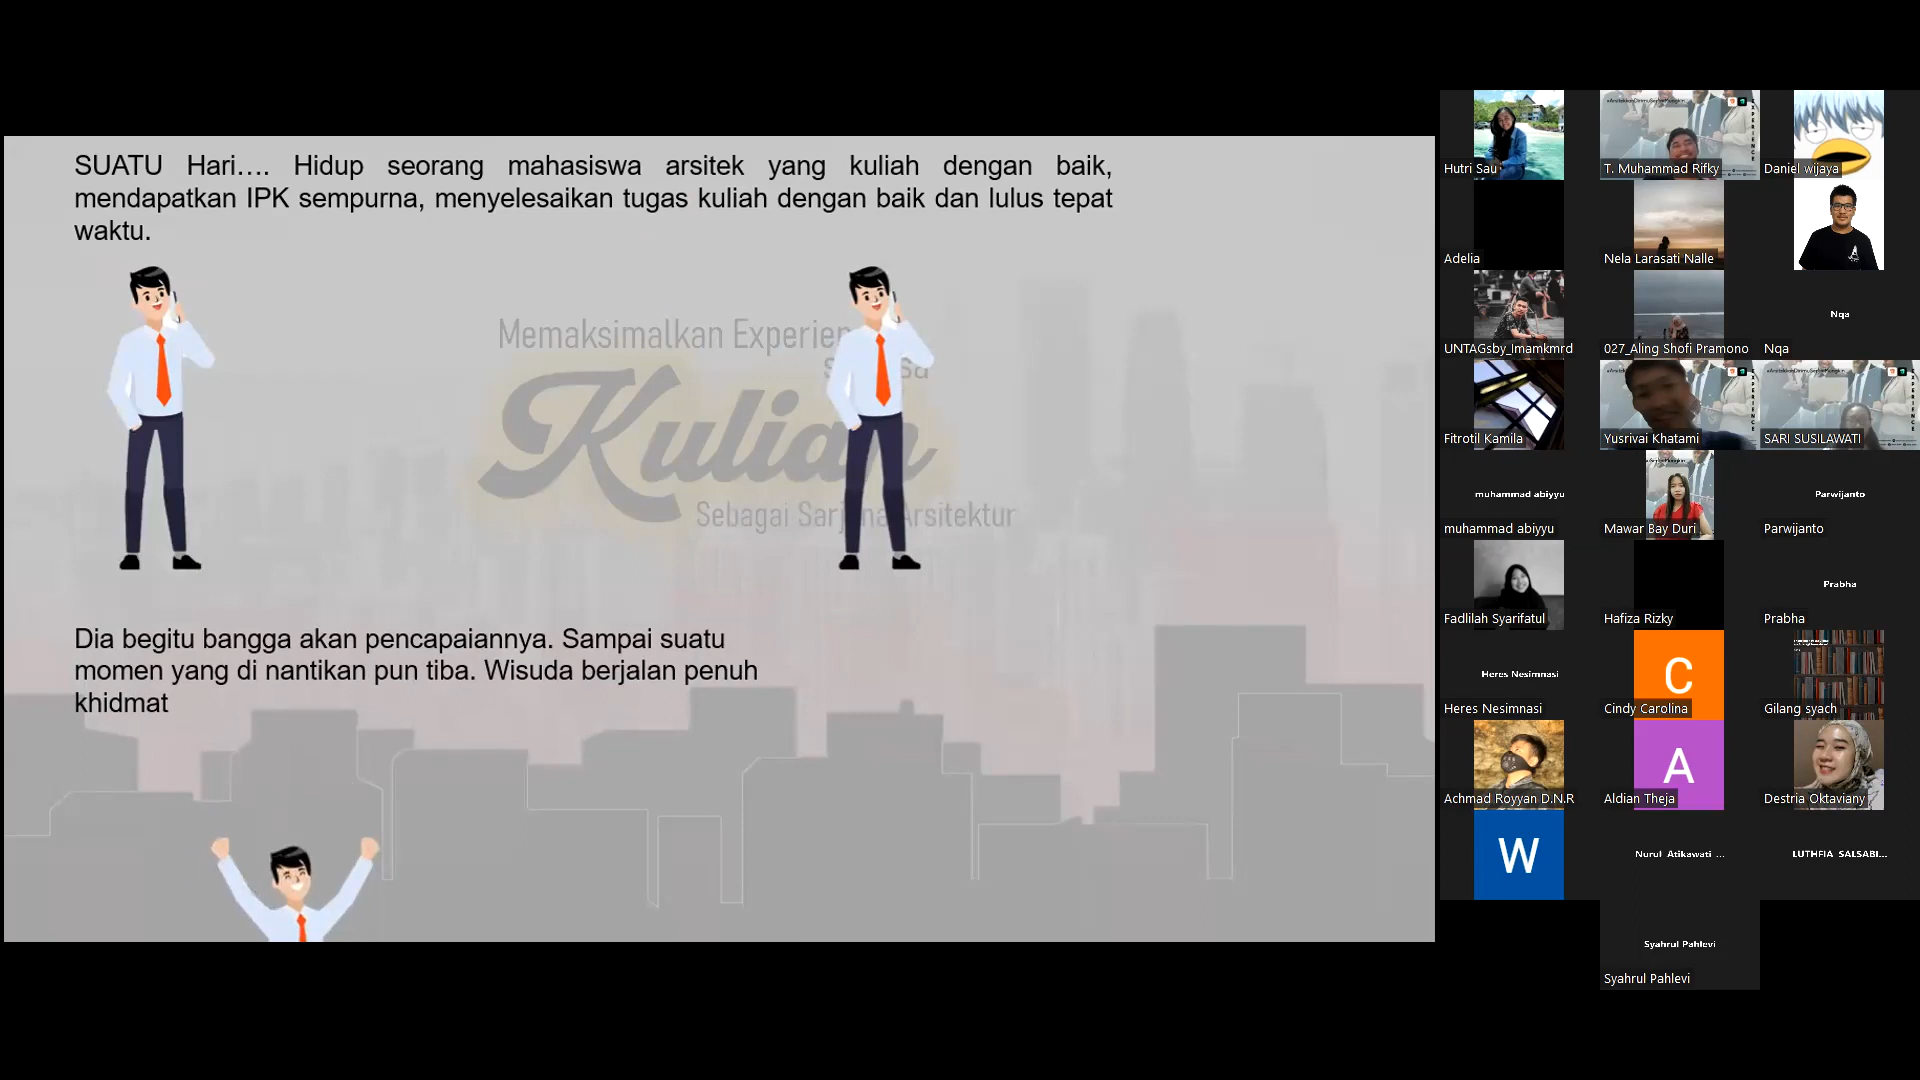 SUATU Hari.... Hidup seorang mahasiswa arsitek yang kuliah dengan baik,
mendapatkan IPK sempurna, menyelesaikan tugas kuliah dengan baik dan lulus tepat
waktu.
Memaksimalkan
Kuliah
Sebagai
Arsitektur
Dia begitu bangga akan pencapaiannya. Sampai suatu
momen yang di nantikan pun tiba. Wisuda berjalan penuh
khidmat
Hutri Sau
T. Muhammad Rifky
Daniel wijaya
Adelia
Nela Larasati Nalle
UNTAGsby_Imamkmrd
027_Aling Shofi Pramono
Nqa
Nqa
Fitrotil Kamila
Yusrivai Khatami
SARI SUSILAWATI
EXPERIENCE
EXPERIENCE
EXPERIENCE
muhammad abiyyu
muhammad abiyyu
Mawar Bay Duri
Parwijanto
Parwijanto
Fadlilah Syarifatul
Hafiza Rizky
Prabha
Prabha
Heres Nesimnasi
Heres Nesimnasi
C
Cindy Carolina
Gilang syach
Achmad Royyan D.N.R
A
Aldian Theja
Destria Oktaviany
W
Nurul Atikawati ...
LUTHFIA SALSABI...
Syahrul Pahlevi
Syahrul Pahlevi